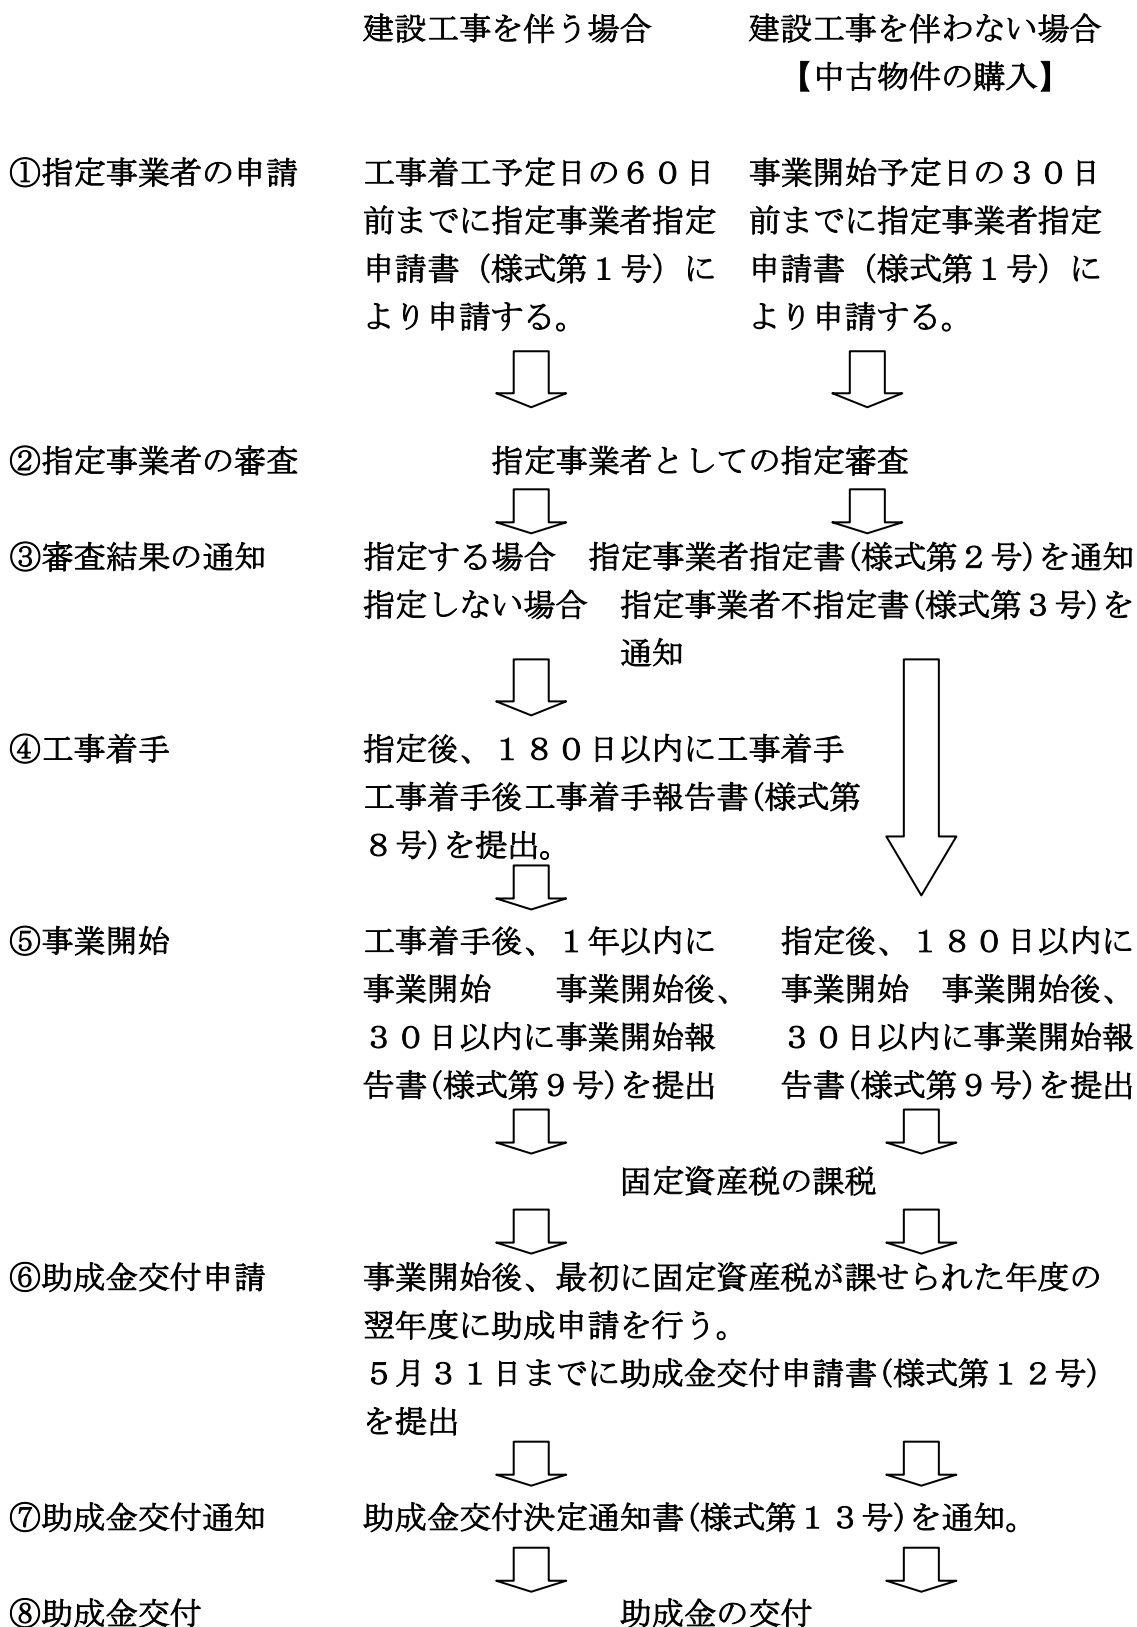 建設工事を伴う場合　建設工事を伴わない場合
【中古物件の購入】
①指定事業者の申請　工事着工予定日の６０日　事業開始予定日の３０日
前までに指定事業者指定　前までに指定事業者指定
申請書（様式第１号）に　申請書（様式第１号）に
より申請する。　より申請する。
②指定事業者の審査　指定事業者としての指定審査
③審査結果の通知　指定する場合　指定事業者指定書(様式第２号)を通知
指定しない場合　指定事業者不指定書(様式第３号)を
通知
④工事着手　指定後、１８０日以内に工事着手
工事着手後工事着手報告書(様式第
８号)を提出。
⑤事業開始　工事着手後、１年以内に　指定後、１８０日以内に
事業開始　事業開始後、　事業開始　事業開始後、
３０日以内に事業開始報　３０日以内に事業開始報
告書(様式第９号)を提出　告書(様式第９号)を提出
固定資産税の課税
⑥助成金交付申請　事業開始後、最初に固定資産税が課せられた年度の
翌年度に助成申請を行う。
５月３１日までに助成金交付申請書(様式第１２号)
を提出
⑦助成金交付通知　助成金交付決定通知書(様式第１３号)を通知。
⑧助成金交付　助成金の交付